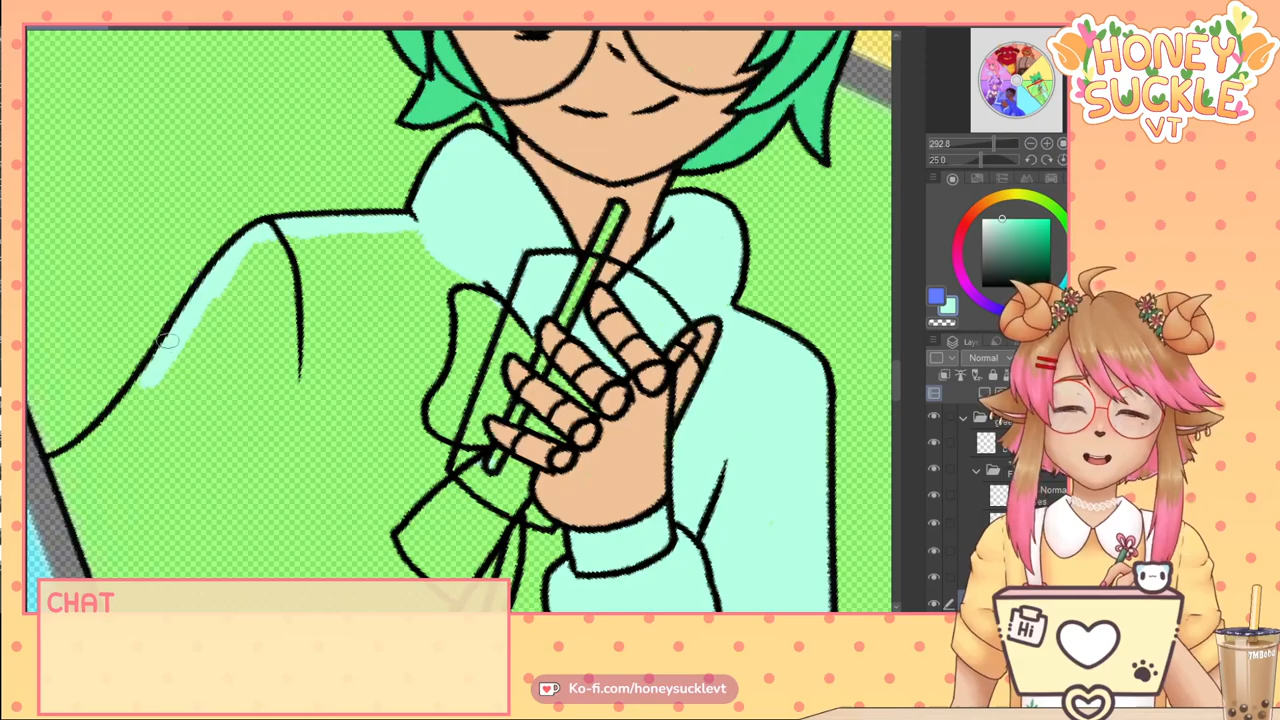 HONEY
SUCKLE
VT
292.8
25.0
Normal
Hi
CHAT
Ko-fi.com/honeysucklevt